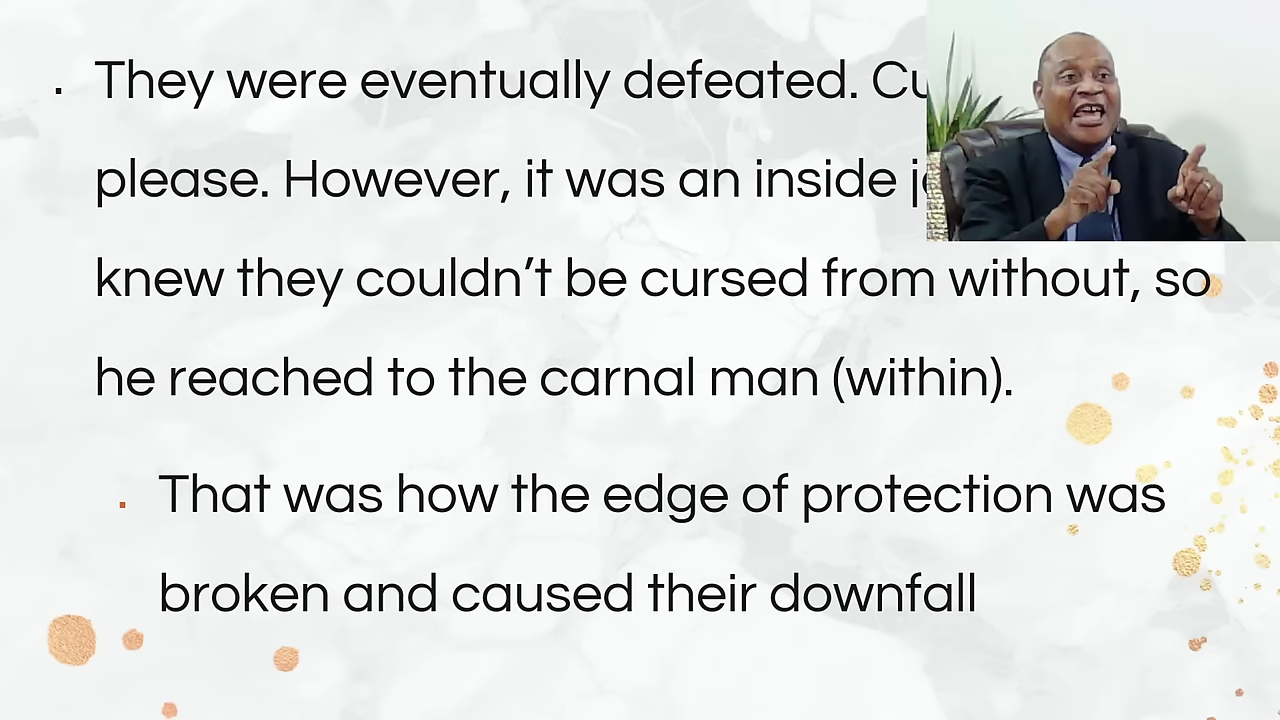 They were eventually defeated.
please. However, it was an inside
knew they couldn’t be cursed from without, so
he reached to the carnal man (within).
That was how the edge of protection was
broken and caused their downfall